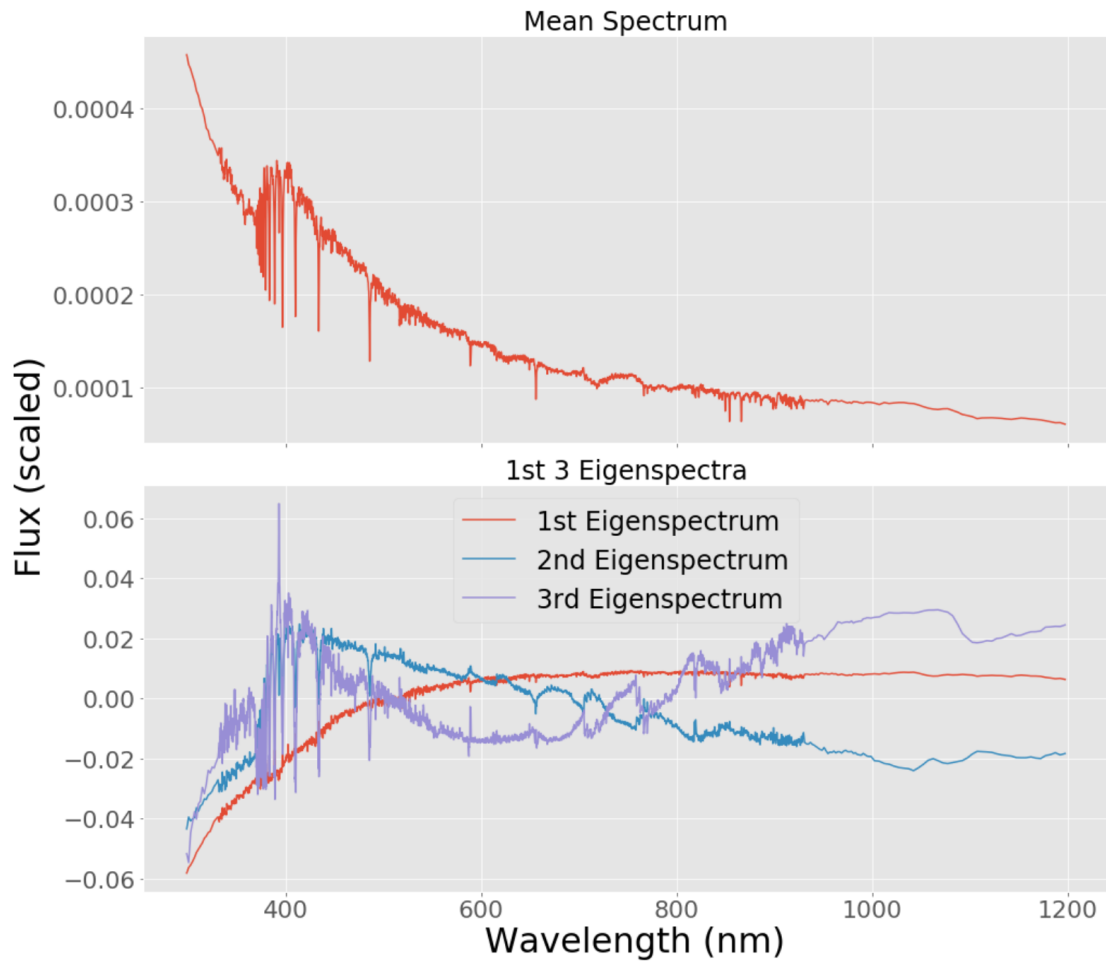 Mean Spectrum
0.0004
0.0003
0.0002
0.0001
Flux (scaled)
1st 3 Eigenspectra
1st Eigenspectrum
2nd Eigenspectrum
3rd Eigenspectrum
0.06
0.04
0.02
0.00
−0.02
−0.04
−0.06
400 600 800 1000 1200
Wavelength (nm)